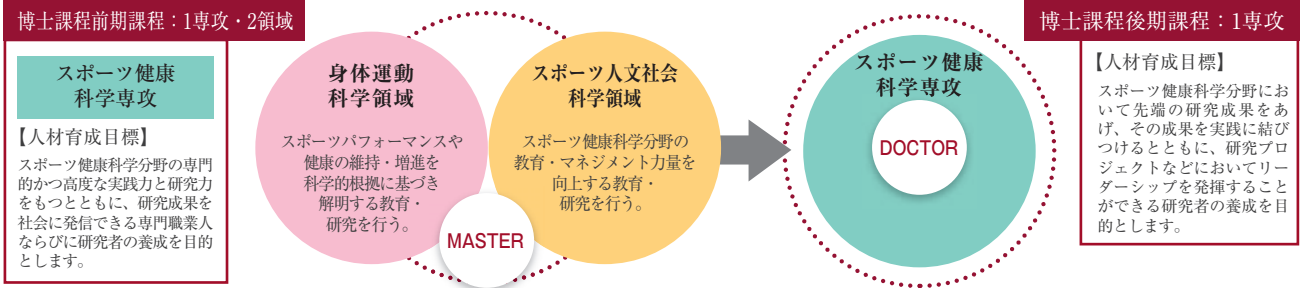 博士課程前期課程：1専攻・2領域
スポーツ健康
科学専攻
【人材育成目標】
スポーツ健康科学分野の専門
的かつ高度な実践力と研究力
をもつとともに、研究成果を
社会に発信できる専門職業人
ならびに研究者の養成を目的
とします。
身体運動
科学領域
スポーツパフォーマンスや
健康の維持・増進を
科学的根拠に基づき
解明する教育・
研究を行う。
MASTER
スポーツ人文社会
科学領域
スポーツ健康科学分野の
教育・マネジメント力量を
向上する教育・
研究を行う。
スポーツ健康
科学専攻
DOCTOR
博士課程後期課程：1専攻
【人材育成目標】
スポーツ健康科学分野にお
いて先端の研究成果をあ
げ、その成果を実践に結び
つけるとともに、研究プロ
ジェクトなどにおいてリー
ダーシップを発揮すること
ができる研究者の養成を目
的とします。